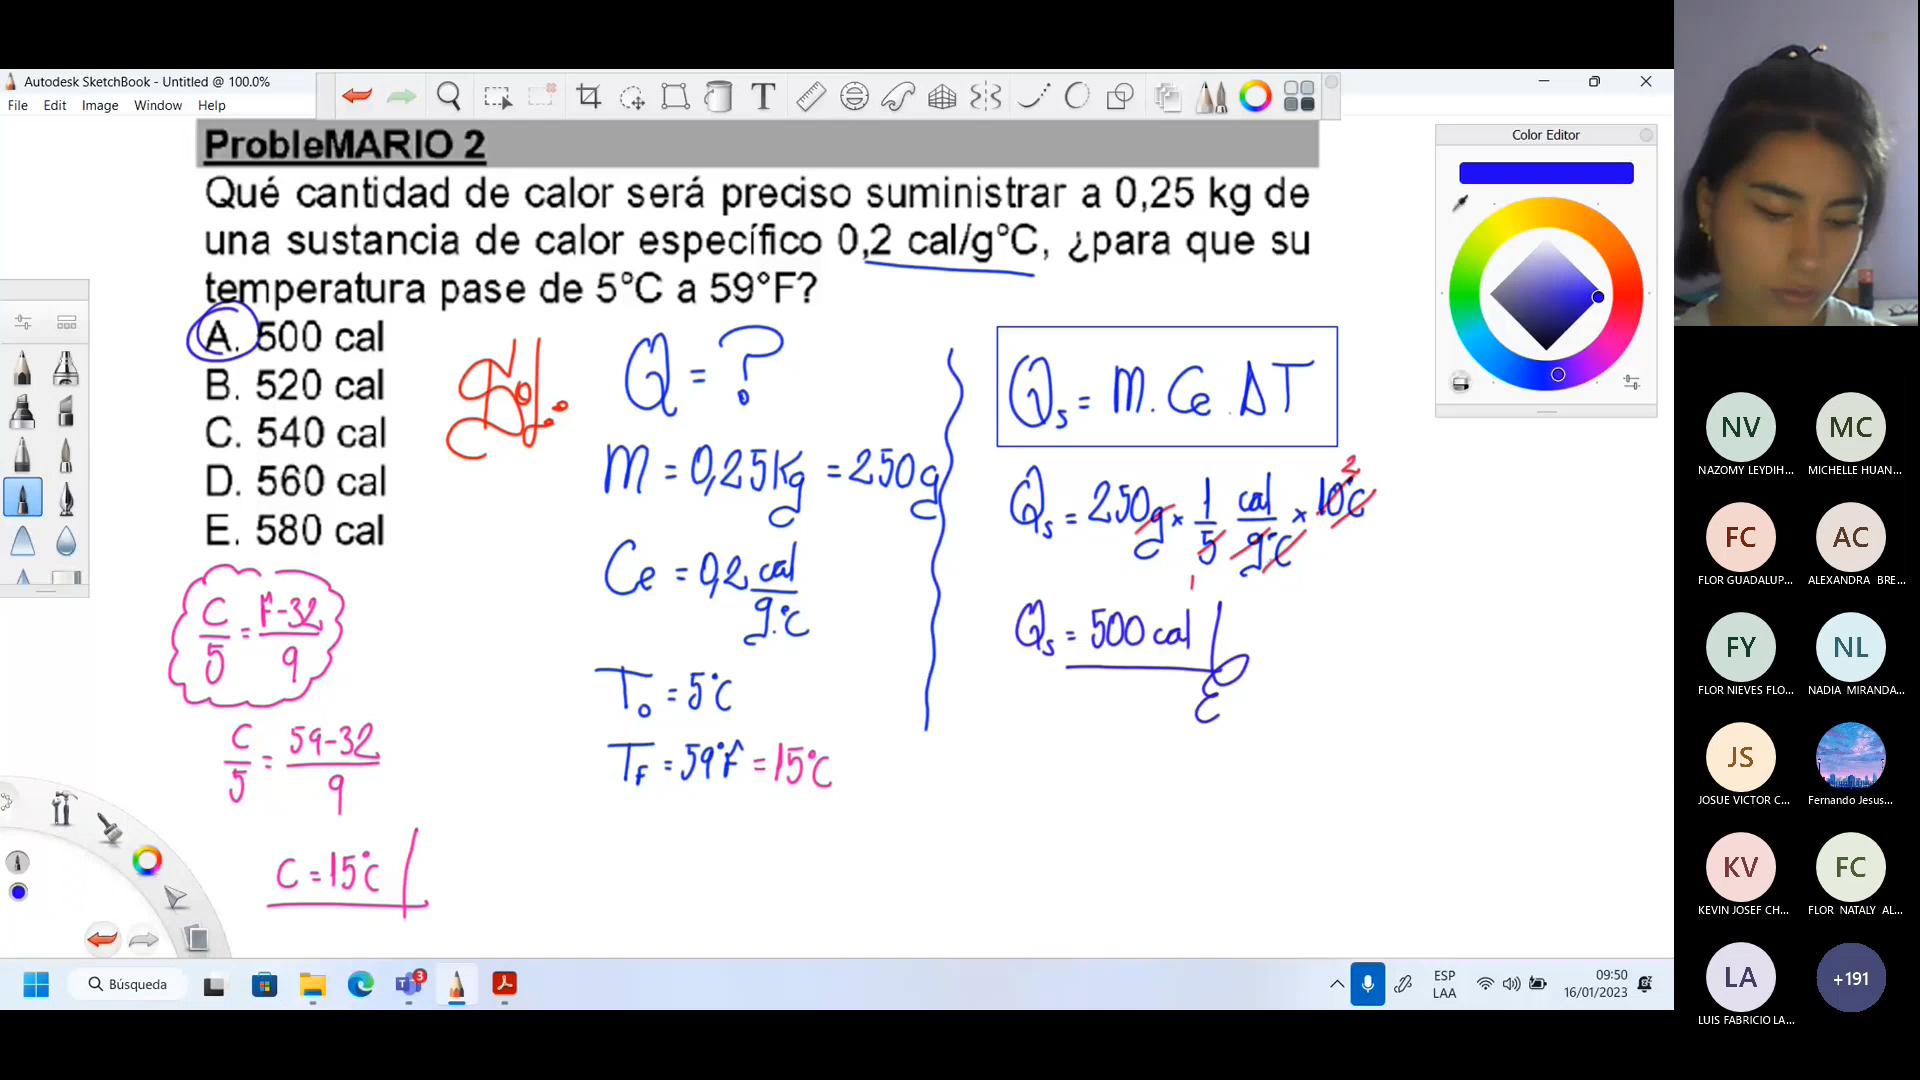 Autodesk SketchBook - Untitled @ 100.0%
File Edit Image Window Help
T
Color Editor
ProbleMARIO 2
Qué cantidad de calor será preciso suministrar a 0,25 kg de
una sustancia de calor específico 0,2 cal/g°C, ¿para que su
temperatura pase de 5°C a 59°F?
A. 500 cal
B. 520 cal
C. 540 cal
D. 560 cal
E. 580 cal
Sol.
Q = ?
M = 0,25Kg = 250g
Ce = 0,2 cal/g.°C
To = 5°C
TF = 59°F = 15°C
C/5 = F-32/9
C/5 = 59-32/9
C = 15°C
Qs = M. Ce. ΔT
Qs = 250g × 1/5 cal/g°C × 10°C
2
1
Qs = 500 cal
NV
NAZOMY LEYDIH...
MC
MICHELLE HUAN...
FC
FLOR GUADALUP...
AC
ALEXANDRA BRE...
FY
FLOR NIEVES FLO...
NL
NADIA MIRANDA...
JS
JOSUE VICTOR C...
Fernando Jesus...
KV
KEVIN JOSEF CH...
FC
FLOR NATALY AL...
LA
LUIS FABRICIO LA...
+191
Búsqueda
3
ESP
LAA
09:50
16/01/2023